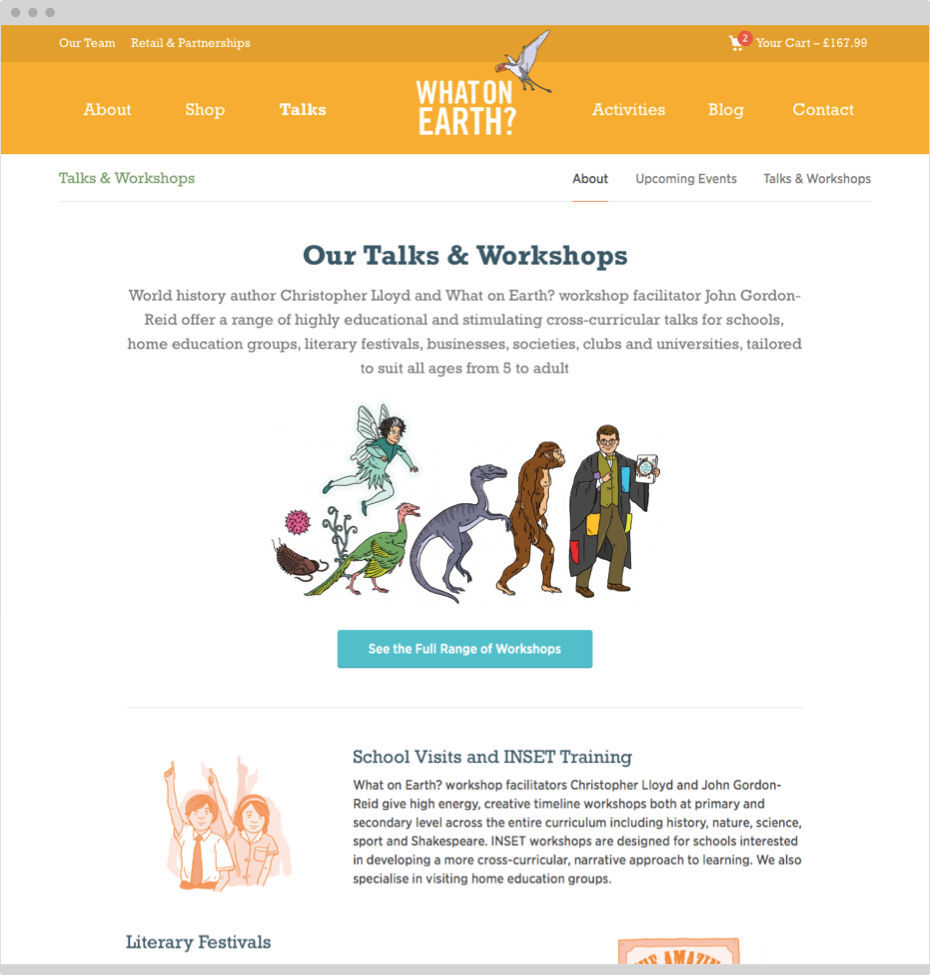 Our Team Retail & Partnerships
2 Your Cart – £167.99
About Shop Talks
WHAT ON
EARTH?
Activities Blog Contact
Talks & Workshops
About Upcoming Events Talks & Workshops
Our Talks & Workshops
World history author Christopher Lloyd and What on Earth? workshop facilitator John Gordon-
Reid offer a range of highly educational and stimulating cross-curricular talks for schools,
home education groups, literary festivals, businesses, societies, clubs and universities, tailored
to suit all ages from 5 to adult
See the Full Range of Workshops
School Visits and INSET Training
What on Earth? workshop facilitators Christopher Lloyd and John Gordon-
Reid give high energy, creative timeline workshops both at primary and
secondary level across the entire curriculum including history, nature, science,
sport and Shakespeare. INSET workshops are designed for schools interested
in developing a more cross-curricular, narrative approach to learning. We also
specialise in visiting home education groups.
Literary Festivals
THE AMAZING